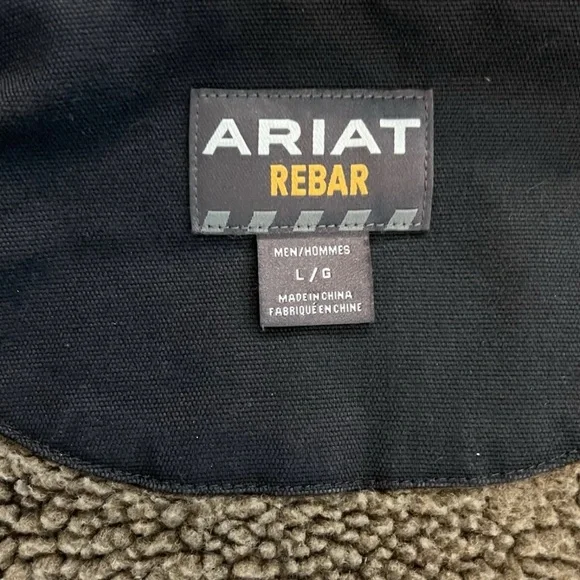 ARIAT
REBAR
MEN/HOMMES
L/G
MADE IN CHINA
FABRIQUÉ EN CHINE